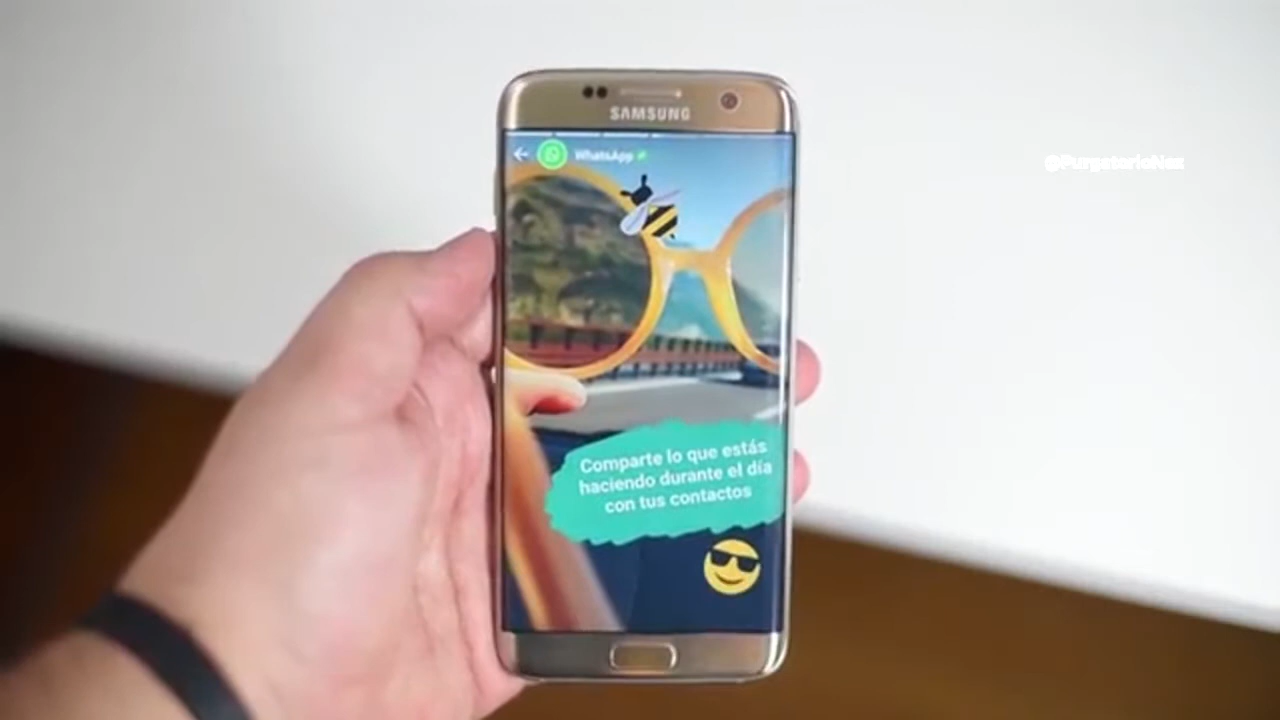 @PurgatorioNex
SAMSUNG
WhatsApp
Comparte lo que estás
haciendo durante el día
con tus contactos